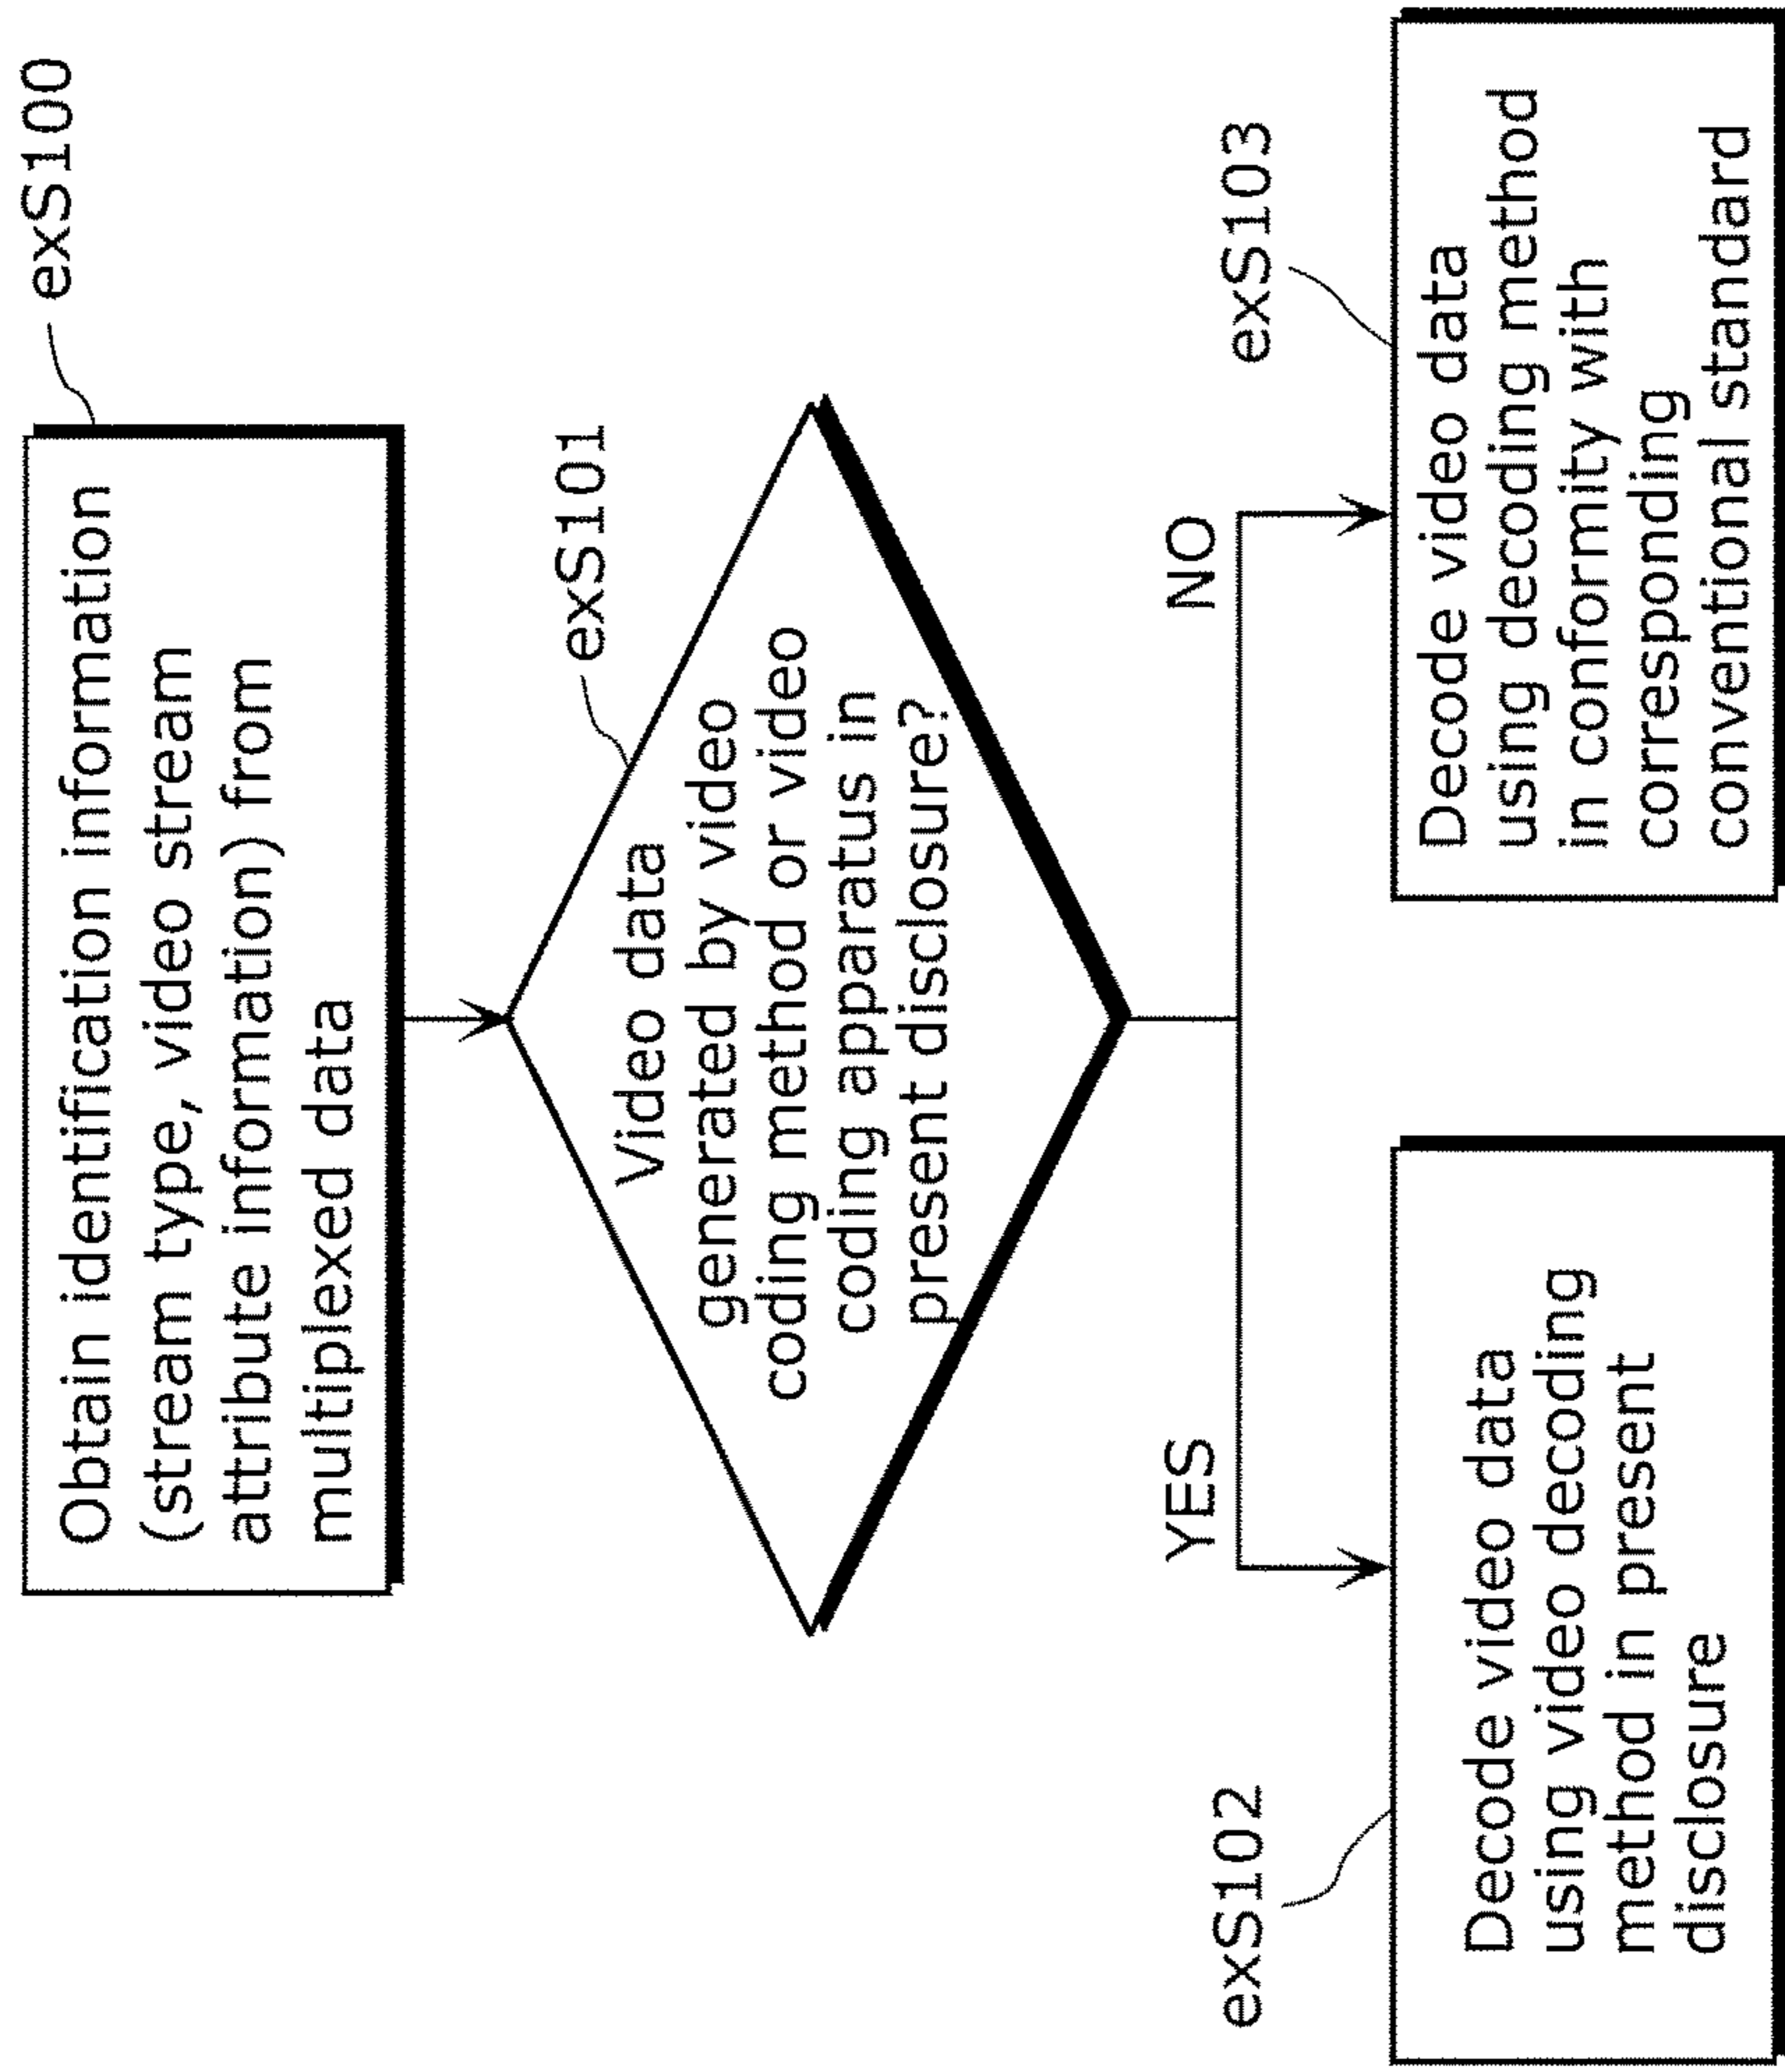 exS100
Obtain identification information
(stream type, video stream
attribute information) from
multiplexed data
exS101
Video data
generated by video
coding method or video
coding apparatus in
present disclosure?
YES
NO
exS102
Decode video data
using video decoding
method in present
disclosure
exS103
Decode video data
using decoding method
in conformity with
corresponding
conventional standard